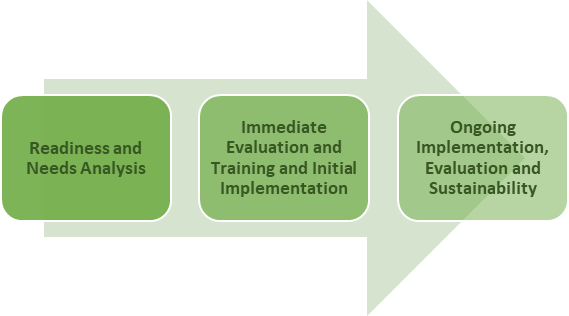 Readiness and
Needs Analysis
Immediate
Evaluation and
Training and Initial
Implementation
Ongoing
Implementation,
Evaluation and
Sustainability